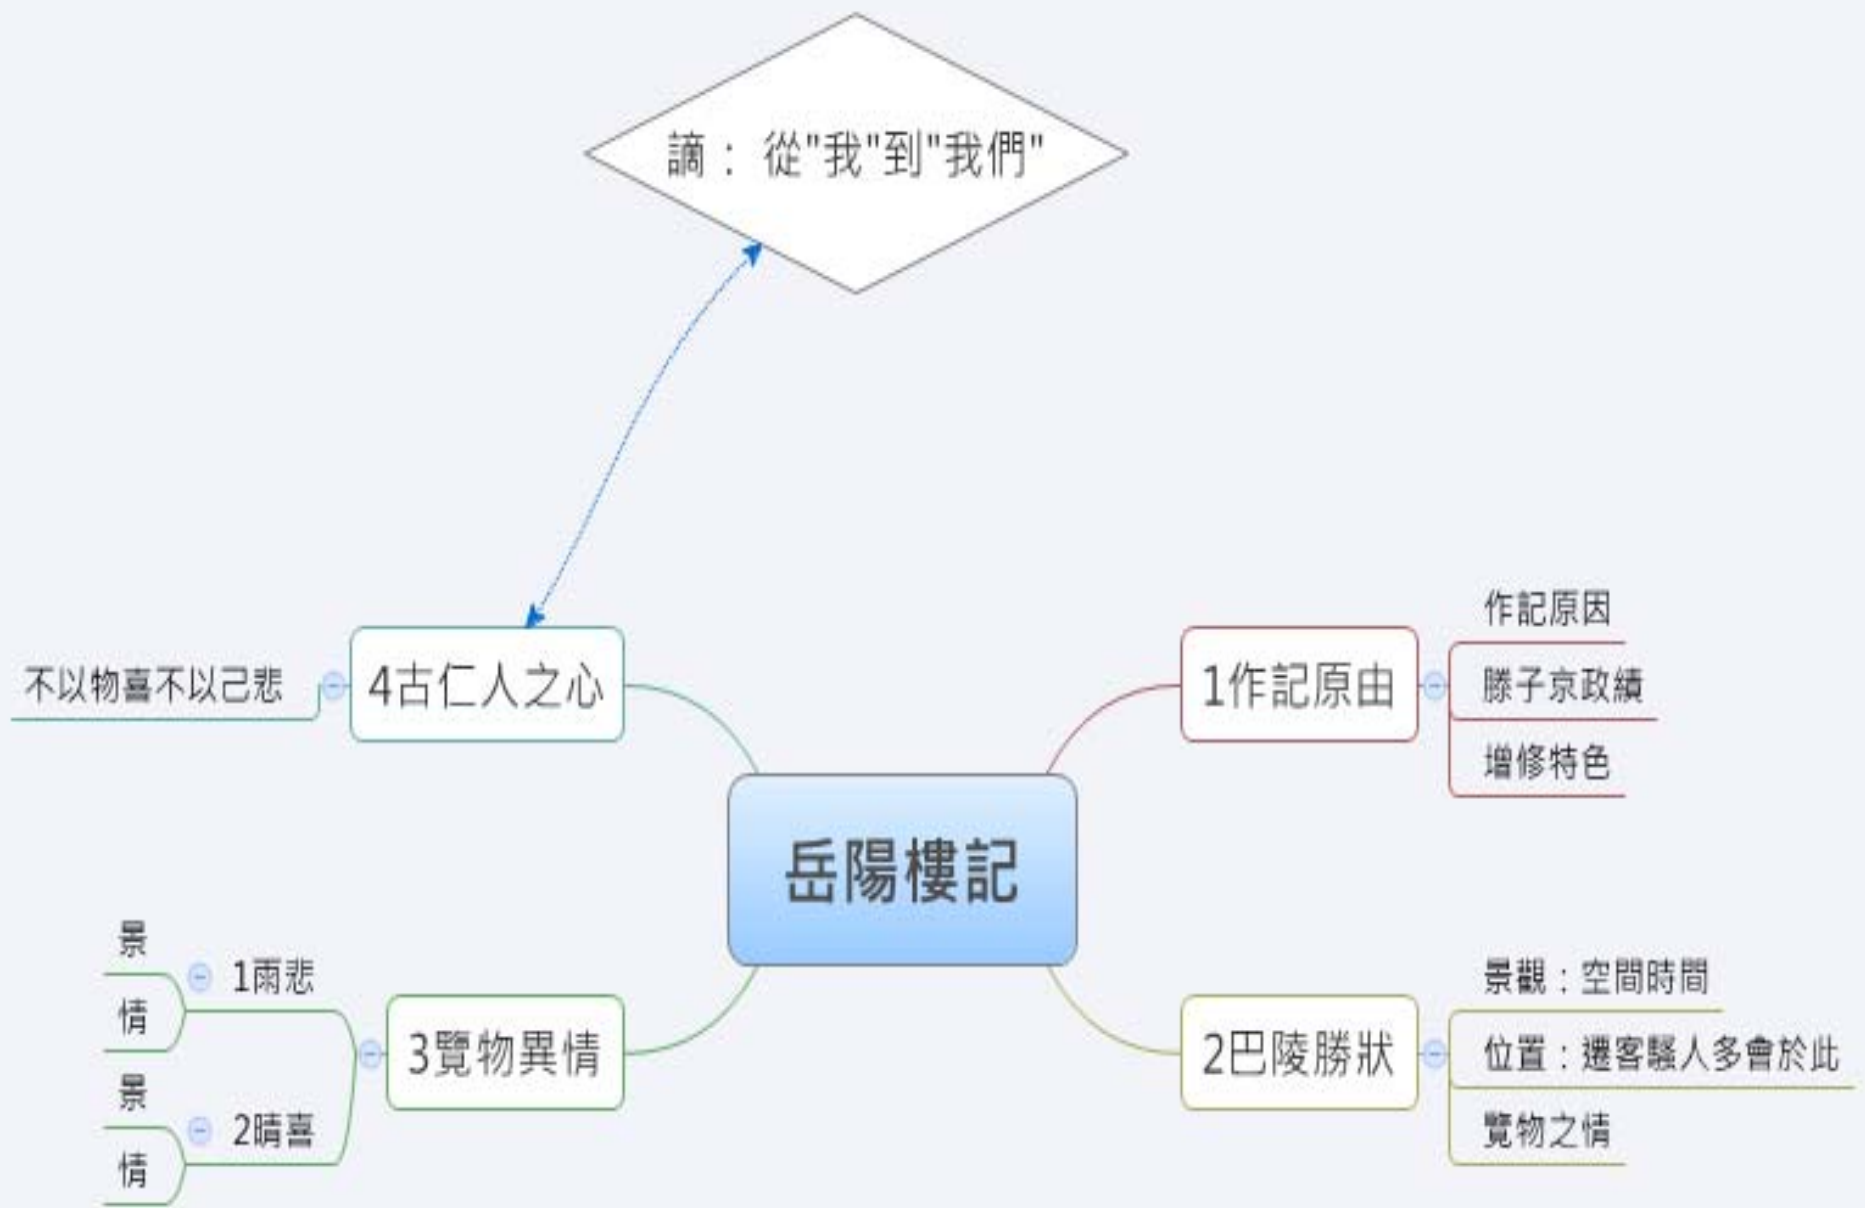 謫： 從"我"到"我們"
岳陽樓記
1作記原由
作記原因
滕子京政績
增修特色
2巴陵勝狀
景觀：空間時間
位置：遷客騷人多會於此
覽物之情
3覽物異情
1雨悲
景
情
2晴喜
景
情
4古仁人之心
不以物喜不以己悲